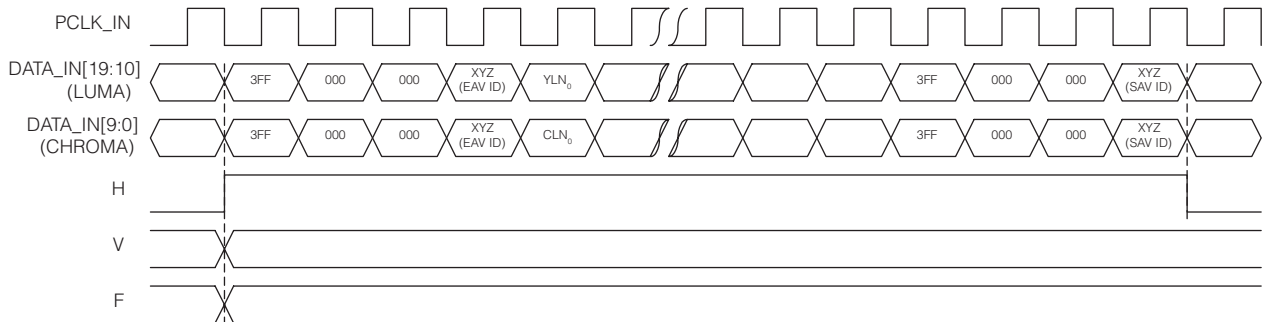 PCLK_IN
DATA_IN[19:10]
(LUMA)
3FF 000 000 XYZ (EAV ID) YLN0 3FF 000 000 XYZ (SAV ID)
DATA_IN[9:0]
(CHROMA)
3FF 000 000 XYZ (EAV ID) CLN0 3FF 000 000 XYZ (SAV ID)
H
V
F